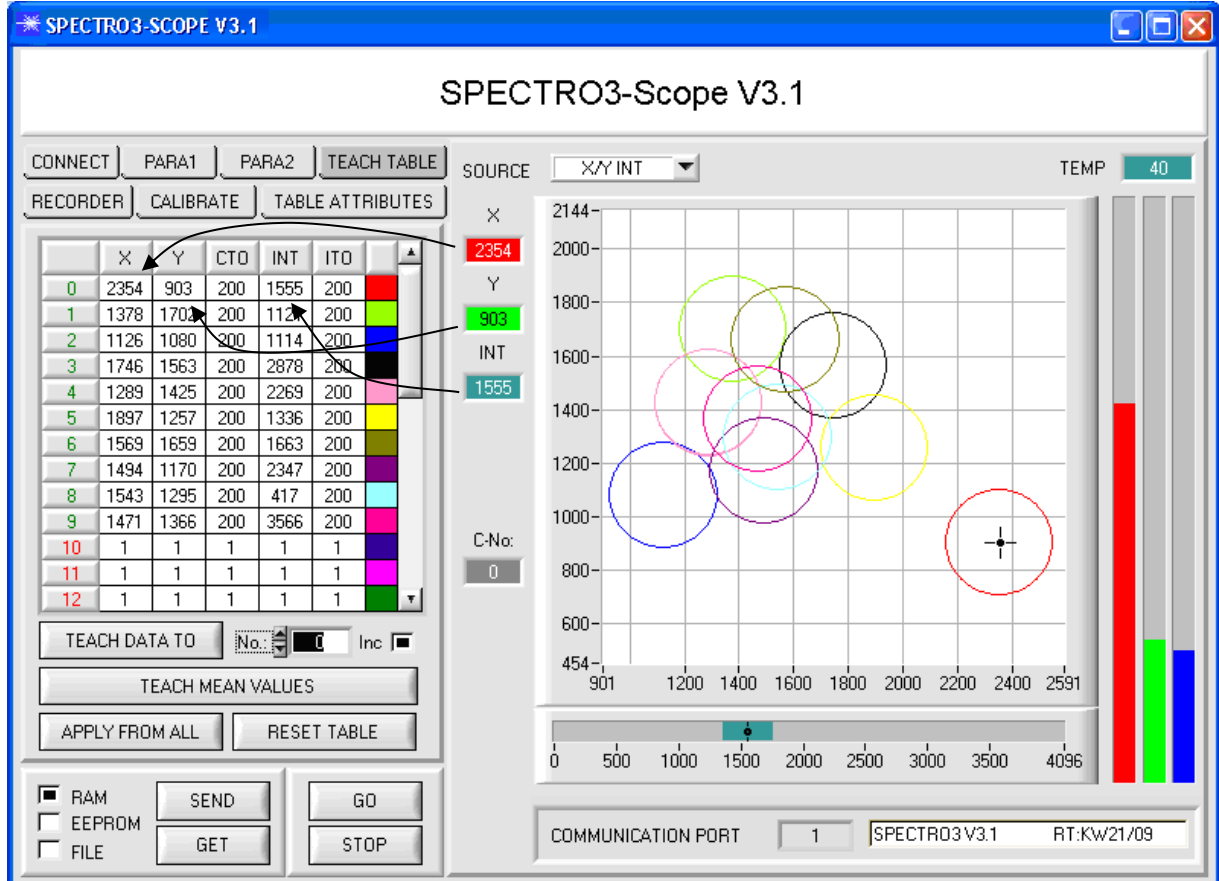 SPECTRO3-SCOPE V3.1
SPECTRO3-Scope V3.1
CONNECT PARA1 PARA2 TEACH TABLE
RECORDER CALIBRATE TABLE ATTRIBUTES
X Y CTO INT ITO
0 2354 903 200 1555 200
1 1378 1702 200 200
2 1126 1080 200 1114 200
3 1746 1563 200 2878 200
4 1289 1425 200 2269 200
5 1897 1257 200 1336 200
6 1569 1659 200 1663 200
7 1494 1170 200 2347 200
8 1543 1295 200 417 200
9 1471 1366 200 3566 200
10 1 1 1 1 1
11 1 1 1 1 1
12 1 1 1 1 1
TEACH DATA TO No.: 0 Inc
TEACH MEAN VALUES
APPLY FROM ALL RESET TABLE
RAM
EEPROM
FILE
SEND
GET
GO
STOP
SOURCE X/Y INT TEMP 40
X
2354
Y
903
INT
1555
C-No:
0
2144
2000
1800
1600
1400
1200
1000
800
600
454
901 1200 1400 1600 1800 2000 2200 2400 2591
0 500 1000 1500 2000 2500 3000 3500 4096
COMMUNICATION PORT 1 SPECTRO3 V3.1 RT:KW21/09